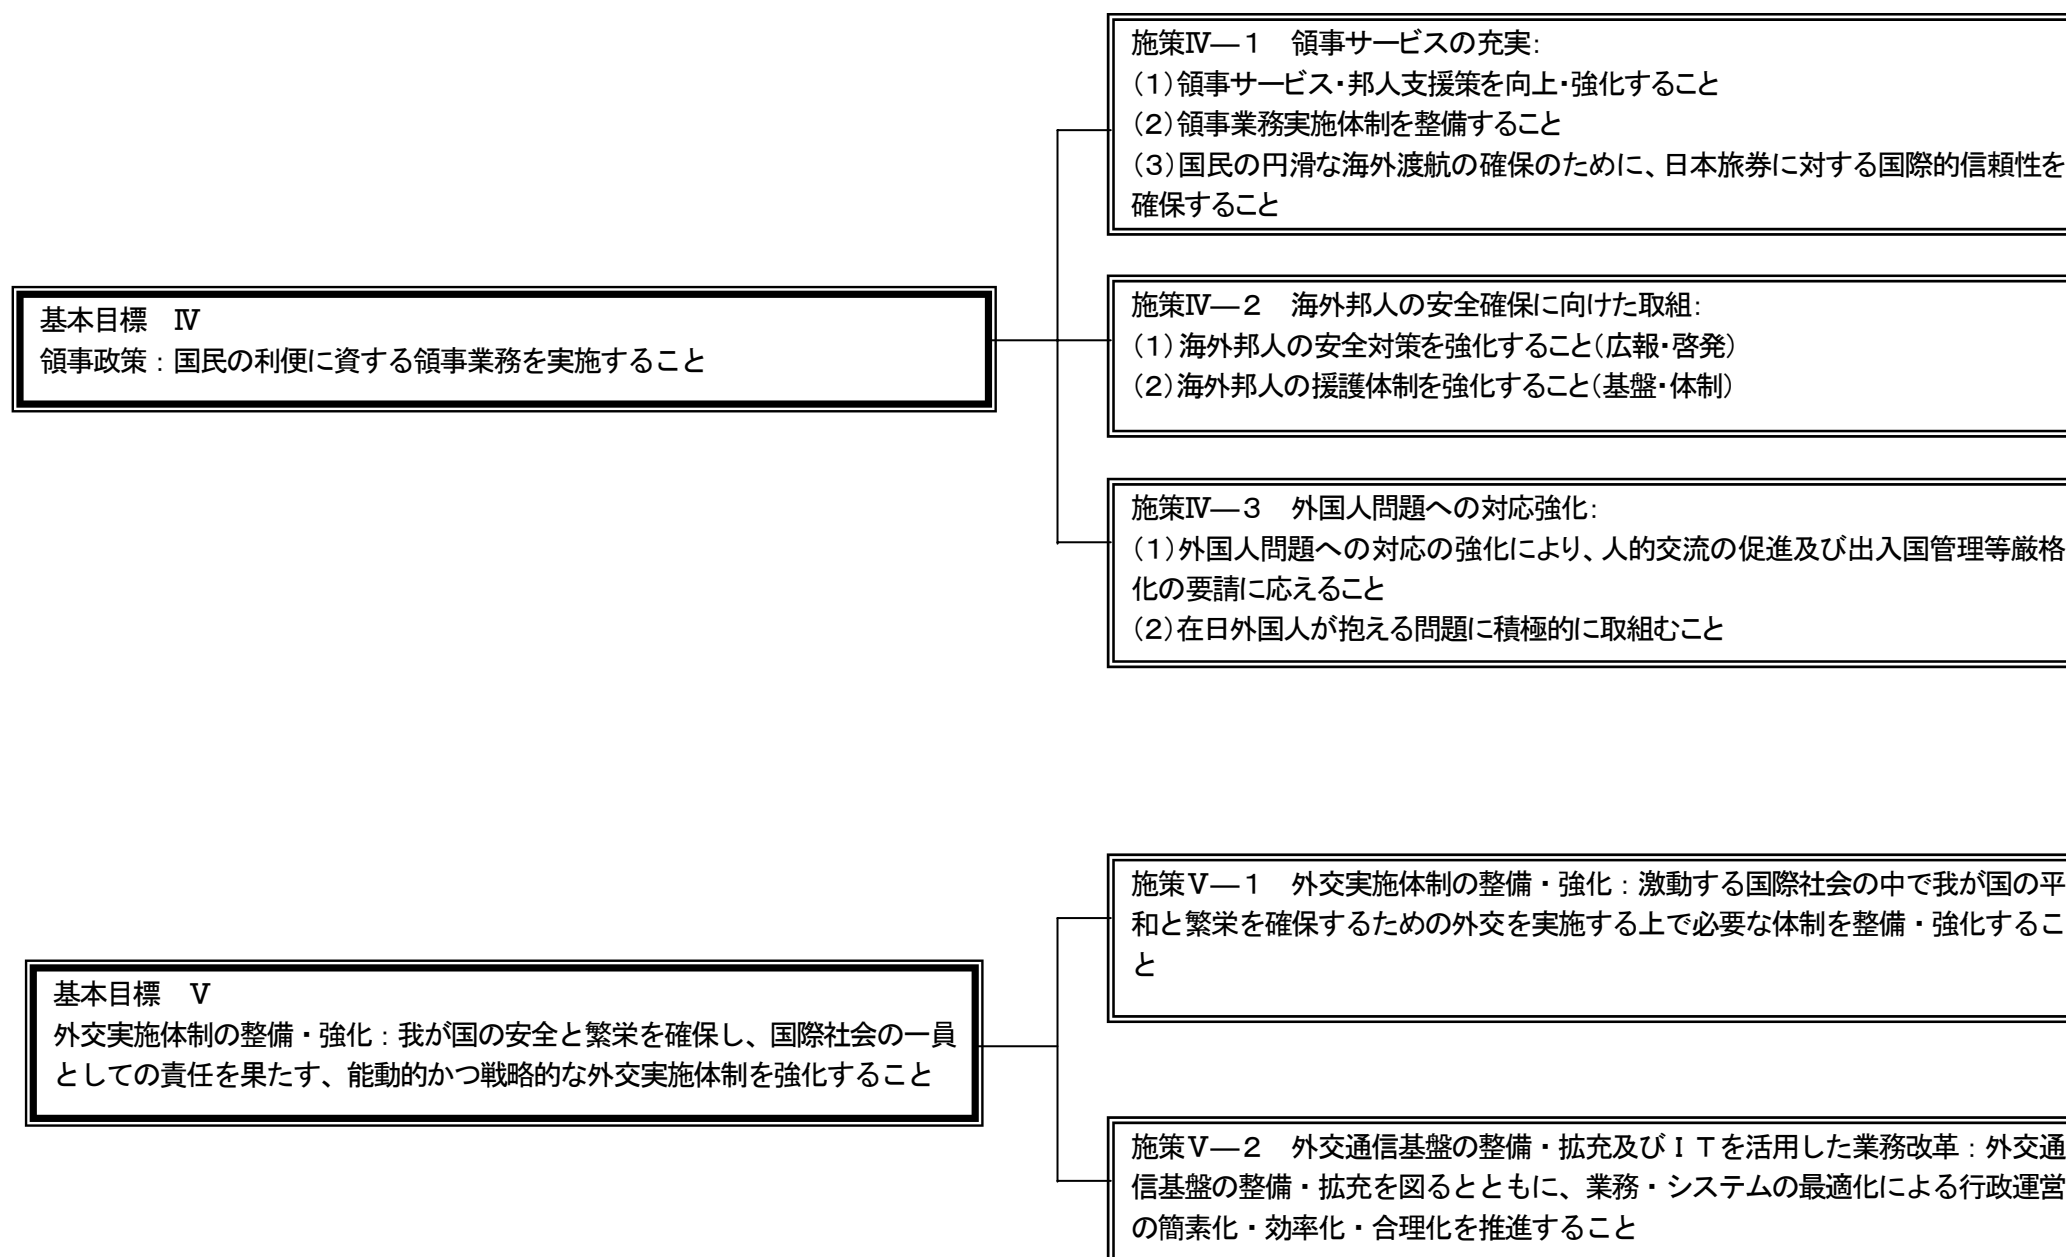 施策Ⅳ―１　領事サービスの充実:
(１)領事サービス・邦人支援策を向上・強化すること
(２)領事業務実施体制を整備すること
(３)国民の円滑な海外渡航の確保のために、日本旅券に対する国際的信頼性を
確保すること
基本目標　Ⅳ
領事政策：国民の利便に資する領事業務を実施すること
施策Ⅳ―２　海外邦人の安全確保に向けた取組:
(１)海外邦人の安全対策を強化すること(広報・啓発)
(２)海外邦人の援護体制を強化すること(基盤・体制)
施策Ⅳ―３　外国人問題への対応強化:
(１)外国人問題への対応の強化により、人的交流の促進及び出入国管理等厳格
化の要請に応えること
(２)在日外国人が抱える問題に積極的に取組むこと
基本目標　Ⅴ
外交実施体制の整備・強化：我が国の安全と繁栄を確保し、国際社会の一員
としての責任を果たす、能動的かつ戦略的な外交実施体制を強化すること
施策Ⅴ―１　外交実施体制の整備・強化：激動する国際社会の中で我が国の平
和と繁栄を確保するための外交を実施する上で必要な体制を整備・強化するこ
と
施策Ⅴ―２　外交通信基盤の整備・拡充及びＩＴを活用した業務改革：外交通
信基盤の整備・拡充を図るとともに、業務・システムの最適化による行政運営
の簡素化・効率化・合理化を推進すること